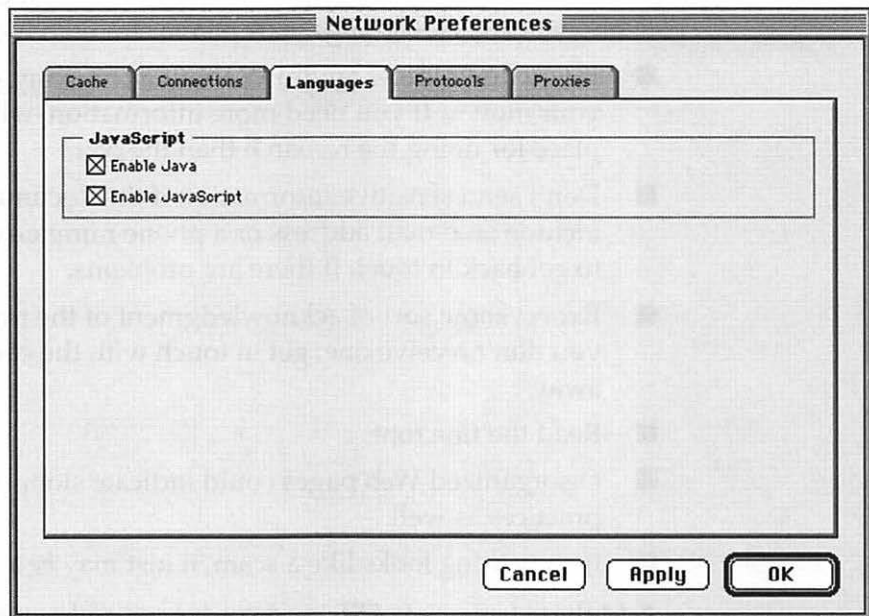 Network Preferences
Cache Connections Languages Protocols Proxies
JavaScript
Enable Java
Enable JavaScript
Cancel Apply OK